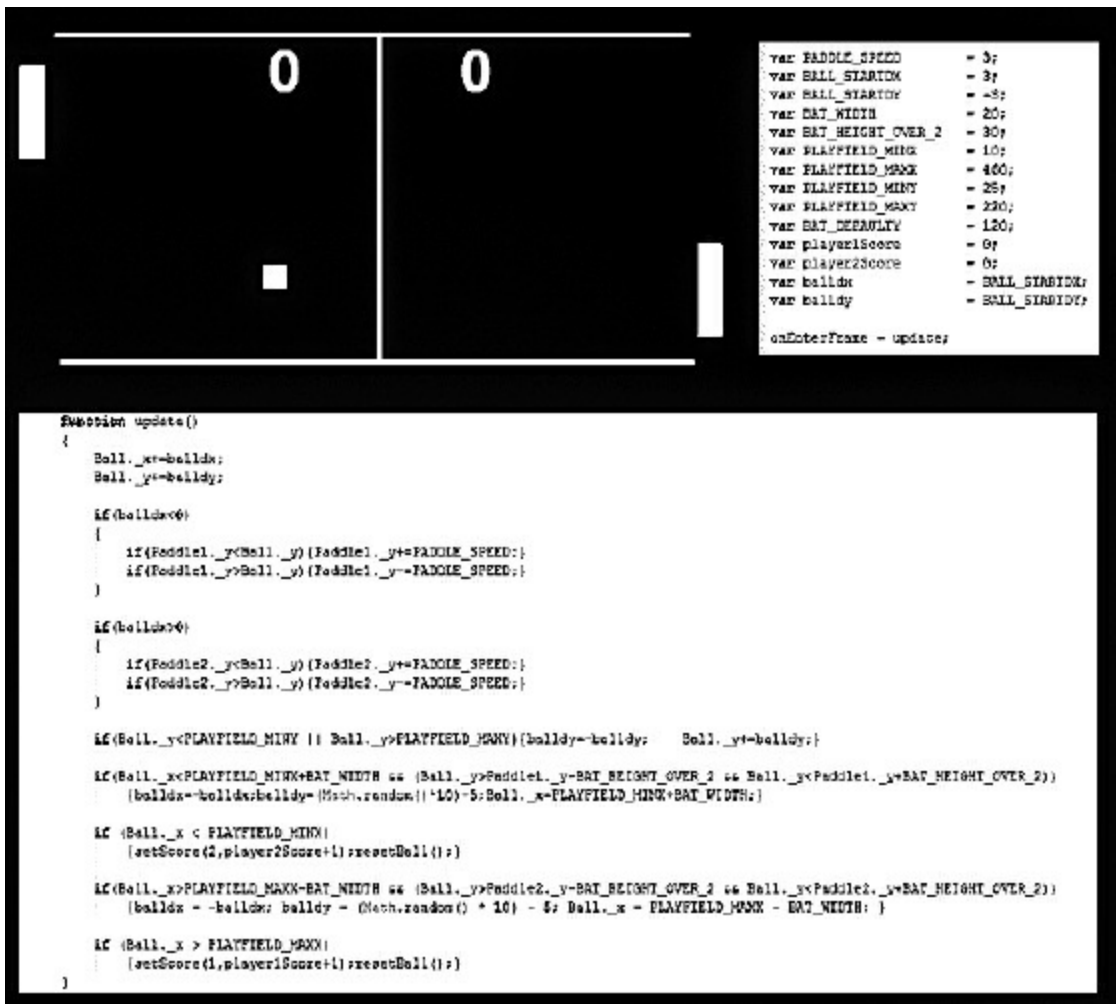 0 0
var PADDLE_SPEED = 3;
var BALL_STARTDX = 3;
var BALL_STARTDY = -3;
var BAT_WIDTH = 20;
var BAT_HEIGHT_OVER_2 = 30;
var PLAYFIELD_MINX = 10;
var PLAYFIELD_MAXX = 460;
var PLAYFIELD_MINY = 25;
var PLAYFIELD_MAXY = 220;
var BAT_DEFAULTY = 120;
var player1Score = 0;
var player2Score = 0;
var balldx = BALL_STARTDX;
var balldy = BALL_STARTDY;
onEnterFrame = update;
function update()
{
Ball._x+=balldx;
Ball._y+=balldy;
if(balldx<0)
{
if(Paddle1._y<Ball._y){Paddle1._y+=PADDLE_SPEED;}
if(Paddle1._y>Ball._y){Paddle1._y-=PADDLE_SPEED;}
}
if(balldx>0)
{
if(Paddle2._y<Ball._y){Paddle2._y+=PADDLE_SPEED;}
if(Paddle2._y>Ball._y){Paddle2._y-=PADDLE_SPEED;}
}
if(Ball._y<PLAYFIELD_MINY || Ball._y>PLAYFIELD_MAXY){balldy=-balldy; Ball._y+=balldy;}
if(Ball._x<PLAYFIELD_MINX+BAT_WIDTH && (Ball._y>Paddle1._y-BAT_HEIGHT_OVER_2 && Ball._y<Paddle1._y+BAT_HEIGHT_OVER_2))
{balldx=-balldx;balldy=(Math.random()*10)-5;Ball._x=PLAYFIELD_MINX+BAT_WIDTH;}
if (Ball._x < PLAYFIELD_MINX)
{setScore(2,player2Score+1);resetBall();}
if(Ball._x>PLAYFIELD_MAXX-BAT_WIDTH && (Ball._y>Paddle2._y-BAT_HEIGHT_OVER_2 && Ball._y<Paddle2._y+BAT_HEIGHT_OVER_2))
{balldx = -balldx; balldy = (Math.random() * 10) - 5; Ball._x = PLAYFIELD_MAXX - BAT_WIDTH; }
if (Ball._x > PLAYFIELD_MAXX)
{setScore(1,player1Score+1);resetBall();}
}